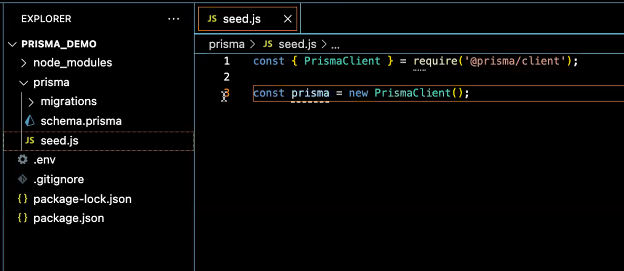 EXPLORER ...
PRISMA_DEMO
node_modules
prisma
migrations
schema.prisma
JS seed.js
.env
.gitignore
{} package-lock.json
{} package.json
JS seed.js
prisma > JS seed.js > ...
1 const { PrismaClient } = require('@prisma/client');
2
3 const prisma = new PrismaClient();